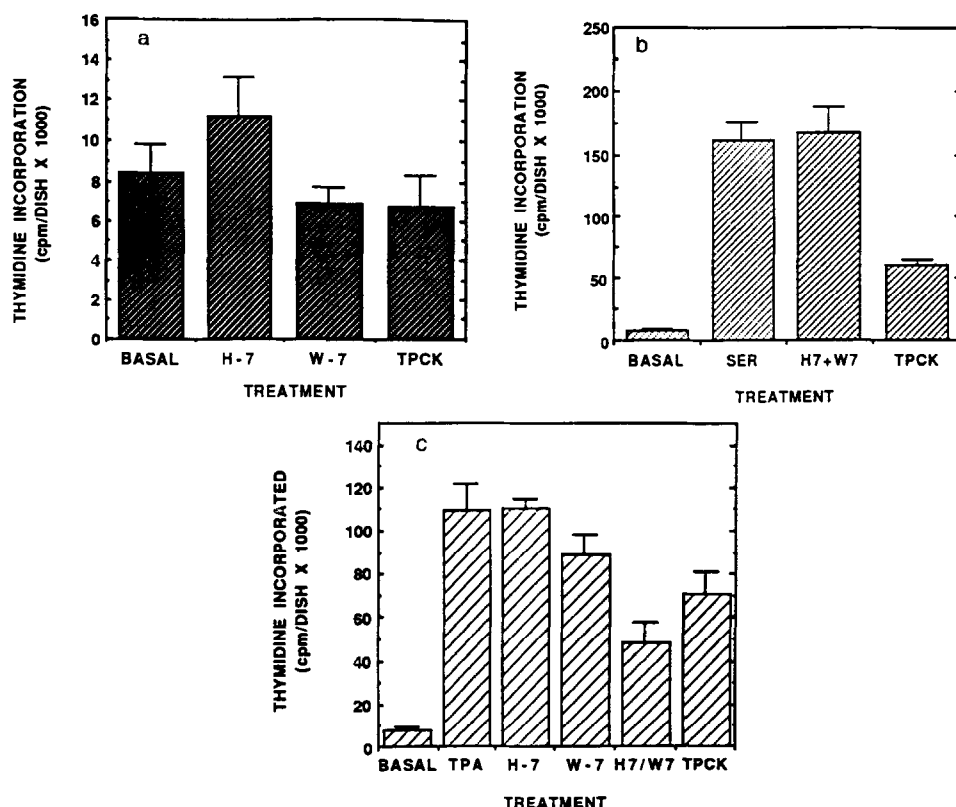 a
THYMIDINE INCORPORATION
(cpm/DISH X 1000)
16
14
12
10
8
6
4
2
0
BASAL H-7 W-7 TPCK
TREATMENT
b
THYMIDINE INCORPORATION
(cpm/DISH X 1000)
250
200
150
100
50
0
BASAL SER H7+W7 TPCK
TREATMENT
c
THYMIDINE INCORPORATED
(cpm/DISH X 1000)
140
120
100
80
60
40
20
0
BASAL TPA H-7 W-7 H7/W7 TPCK
TREATMENT